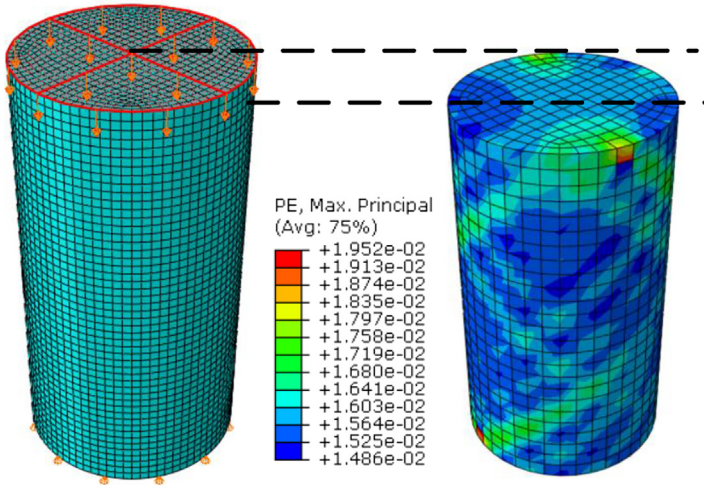 PE, Max. Principal
(Avg: 75%)
+1.952e-02
+1.913e-02
+1.874e-02
+1.835e-02
+1.797e-02
+1.758e-02
+1.719e-02
+1.680e-02
+1.641e-02
+1.603e-02
+1.564e-02
+1.525e-02
+1.486e-02